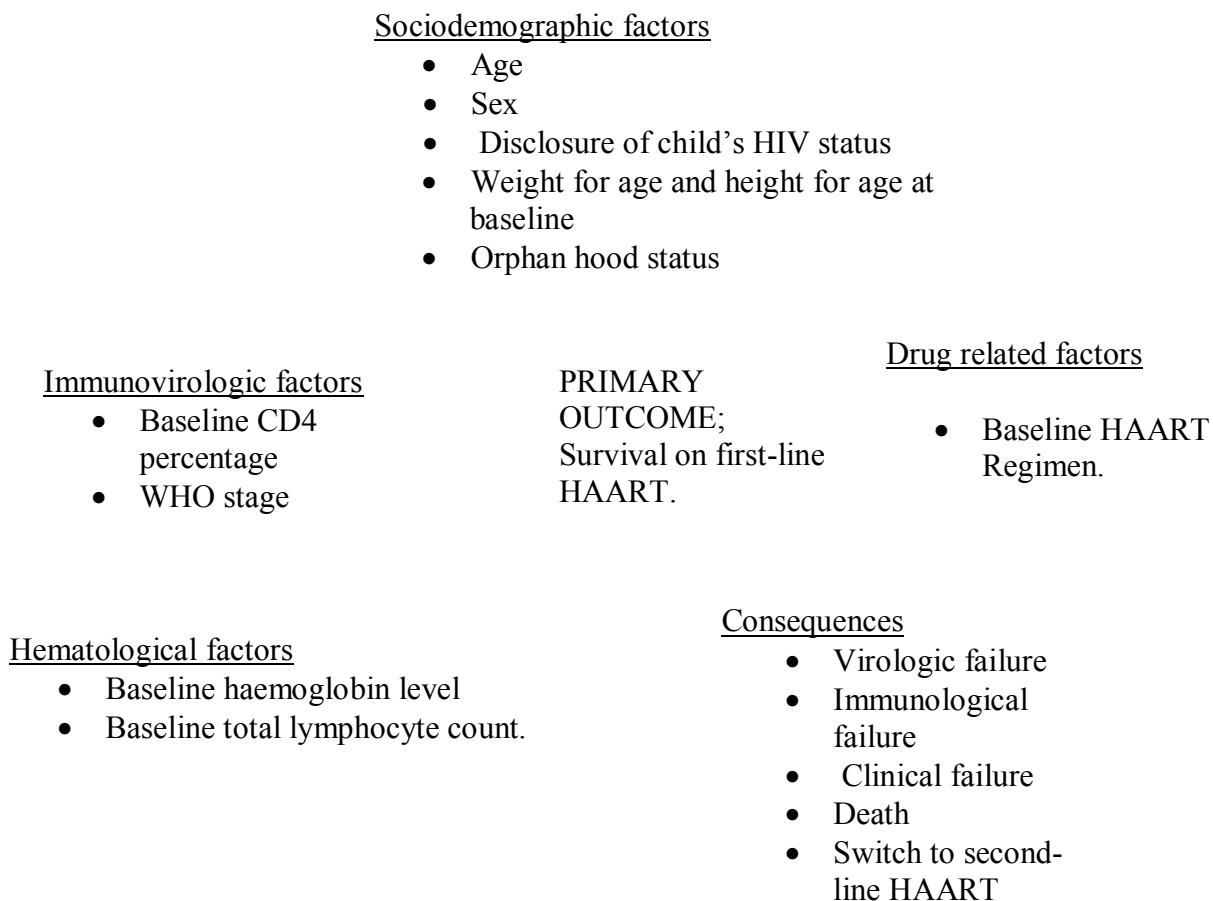 Sociodemographic factors
• Age
• Sex
• Disclosure of child’s HIV status
• Weight for age and height for age at
baseline
• Orphan hood status
Immunovirologic factors
• Baseline CD4
percentage
• WHO stage
PRIMARY
OUTCOME;
Survival on first-line
HAART.
Drug related factors
• Baseline HAART
Regimen.
Hematological factors
• Baseline haemoglobin level
• Baseline total lymphocyte count.
Consequences
• Virologic failure
• Immunological
failure
• Clinical failure
• Death
• Switch to second-
line HAART